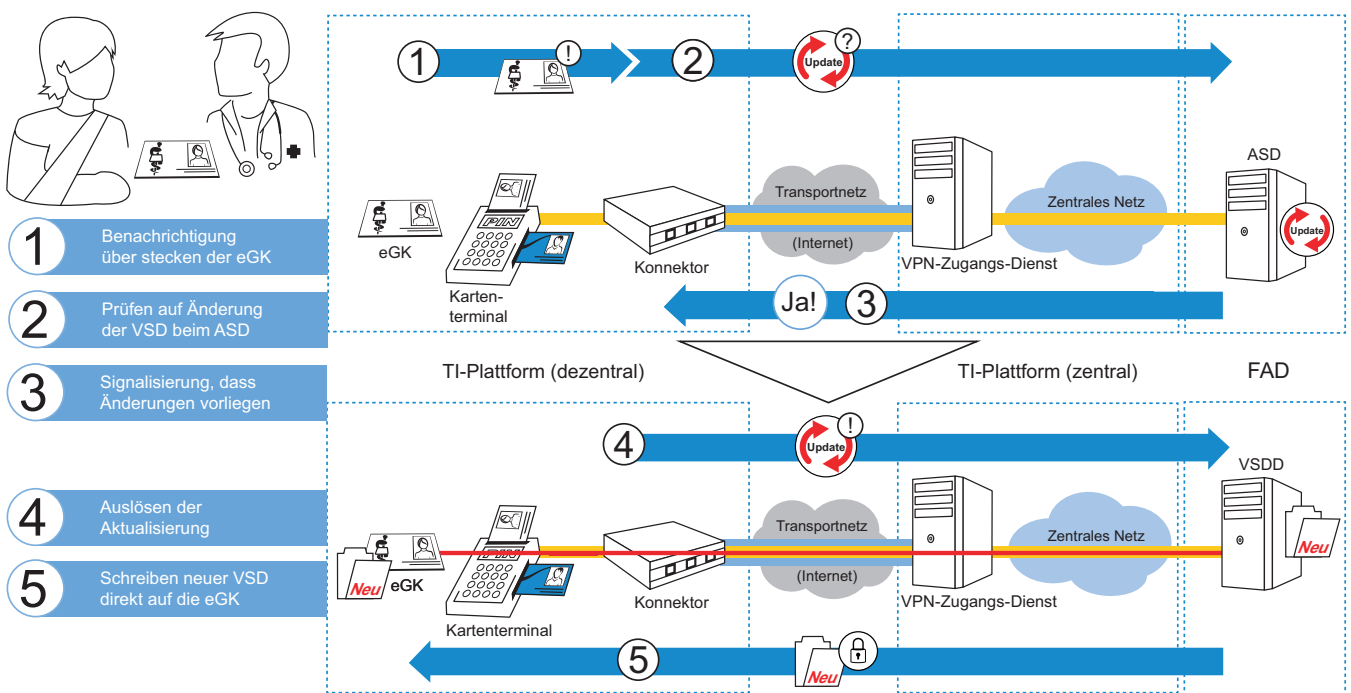 1
2
Update
?
!
1
Benachrichtigung
über stecken der eGK
2
Prüfen auf Änderung
der VSD beim ASD
3
Signalisierung, dass
Änderungen vorliegen
4
Auslösen der
Aktualisierung
5
Schreiben neuer VSD
direkt auf die eGK
eGK
PIN
Karten-
terminal
Konnektor
Transportnetz
(Internet)
VPN-Zugangs-Dienst
Zentrales Netz
ASD
Update
Ja!
3
TI-Plattform (dezentral)
TI-Plattform (zentral)
FAD
4
Update
!
VSDD
Neu
eGK
PIN
Kartenterminal
Konnektor
Transportnetz
(Internet)
VPN-Zugangs-Dienst
Zentrales Netz
Neu
5
Neu